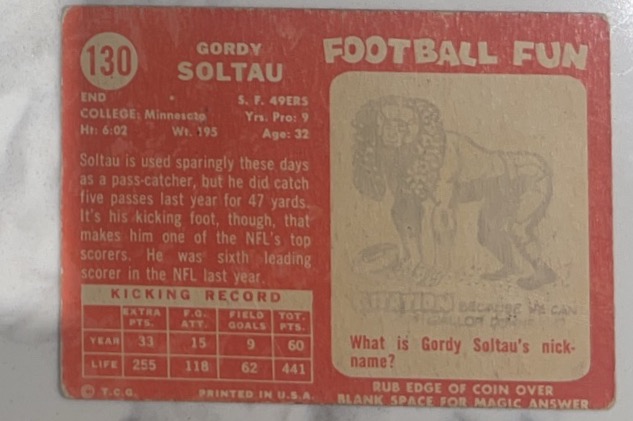 130
GORDY
SOLTAU
END
S. F. 49ERS
COLLEGE: Minnesota
Yrs. Pro: 9
Ht: 6:02
Wt. 195
Age: 32
Soltau is used sparingly these days
as a pass-catcher, but he did catch
five passes last year for 47 yards.
It's his kicking foot, though, that
makes him one of the NFL's top
scorers. He was sixth leading
scorer in the NFL last year.
KICKING RECORD
EXTRA PTS. F.G. ATT. FIELD GOALS TOT. PTS.
YEAR 33 15 9 60
LIFE 255 118 62 441
© T.C.G.
PRINTED IN U.S.A.
FOOTBALL FUN
BECAUSE WE CAN
GALLOP
What is Gordy Soltau's nick-
name?
RUB EDGE OF COIN OVER
BLANK SPACE FOR MAGIC ANSWER